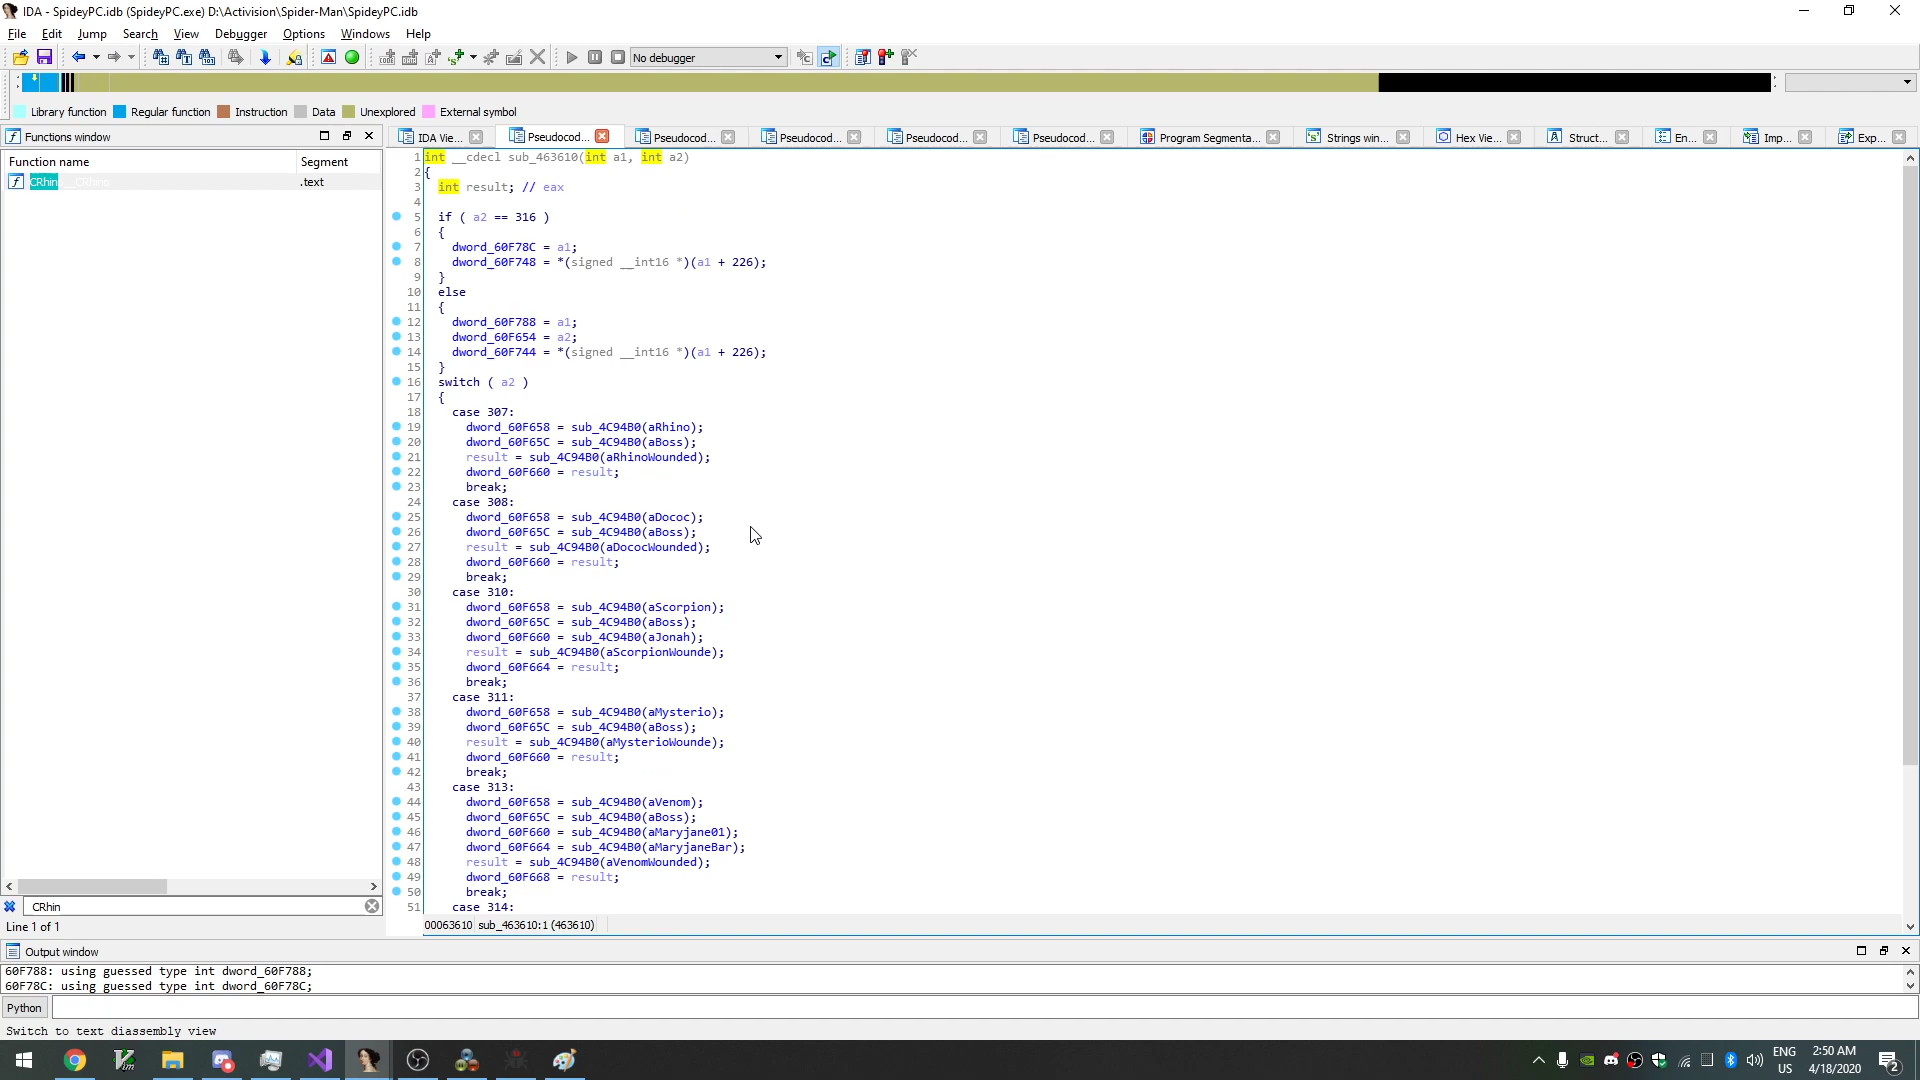 IDA - SpideyPC.idb (SpideyPC.exe) D:\Activision\Spider-Man\SpideyPC.idb
File Edit Jump Search View Debugger Options Windows Help
No debugger
Library function Regular function Instruction Data Unexplored External symbol
Functions window
IDA Vie... Pseudocod... Pseudocod... Pseudocod... Pseudocod... Pseudocod... Program Segmenta... Strings win... Hex Vie... Struct... En... Imp... Exp...
Function name Segment
CRhino__CRhino .text
1 int __cdecl sub_463610(int a1, int a2)
2 {
3 int result; // eax
4
5 if ( a2 == 316 )
6 {
7 dword_60F78C = a1;
8 dword_60F748 = *(signed __int16 *)(a1 + 226);
9 }
10 else
11 {
12 dword_60F788 = a1;
13 dword_60F654 = a2;
14 dword_60F744 = *(signed __int16 *)(a1 + 226);
15 }
16 switch ( a2 )
17 {
18 case 307:
19 dword_60F658 = sub_4C94B0(aRhino);
20 dword_60F65C = sub_4C94B0(aBoss);
21 result = sub_4C94B0(aRhinoWounded);
22 dword_60F660 = result;
23 break;
24 case 308:
25 dword_60F658 = sub_4C94B0(aDococ);
26 dword_60F65C = sub_4C94B0(aBoss);
27 result = sub_4C94B0(aDococWounded);
28 dword_60F660 = result;
29 break;
30 case 310:
31 dword_60F658 = sub_4C94B0(aScorpion);
32 dword_60F65C = sub_4C94B0(aBoss);
33 dword_60F660 = sub_4C94B0(aJonah);
34 result = sub_4C94B0(aScorpionWounde);
35 dword_60F664 = result;
36 break;
37 case 311:
38 dword_60F658 = sub_4C94B0(aMysterio);
39 dword_60F65C = sub_4C94B0(aBoss);
40 result = sub_4C94B0(aMysterioWounde);
41 dword_60F660 = result;
42 break;
43 case 313:
44 dword_60F658 = sub_4C94B0(aVenom);
45 dword_60F65C = sub_4C94B0(aBoss);
46 dword_60F660 = sub_4C94B0(aMaryjane01);
47 dword_60F664 = sub_4C94B0(aMaryjaneBar);
48 result = sub_4C94B0(aVenomWounded);
49 dword_60F668 = result;
50 break;
51 case 314:
CRhin
Line 1 of 1
00063610 sub_463610:1 (463610)
Output window
60F788: using guessed type int dword_60F788;
60F78C: using guessed type int dword_60F78C;
Python
Switch to text diassembly view
ENG
US
2:50 AM
4/18/2020
2